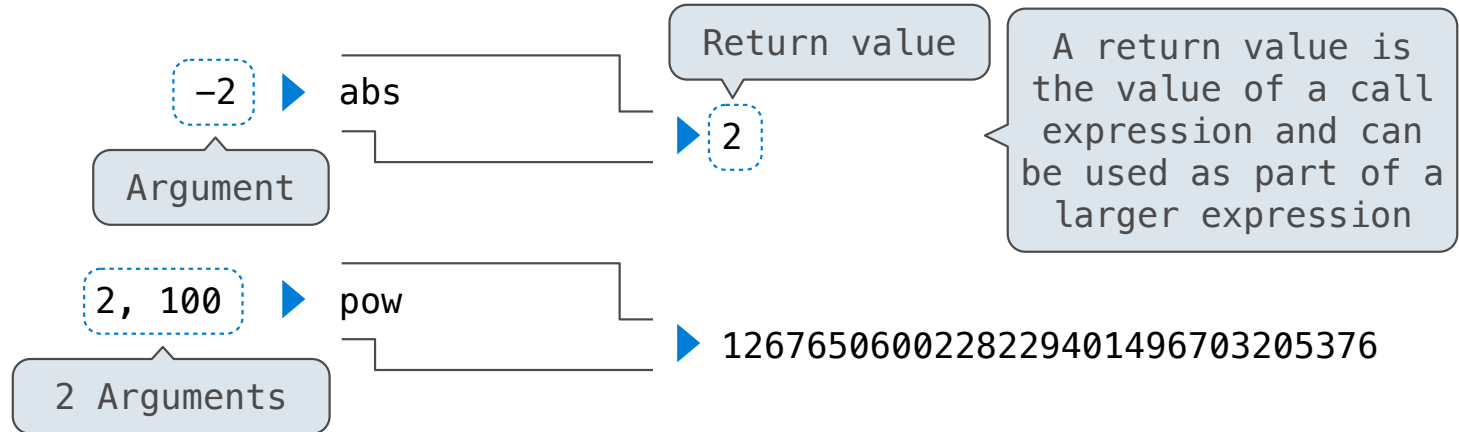 Return value
A return value is
the value of a call
expression and can
be used as part of a
larger expression
−2
abs
2
Argument
2, 100
pow
1267650600228229401496703205376
2 Arguments